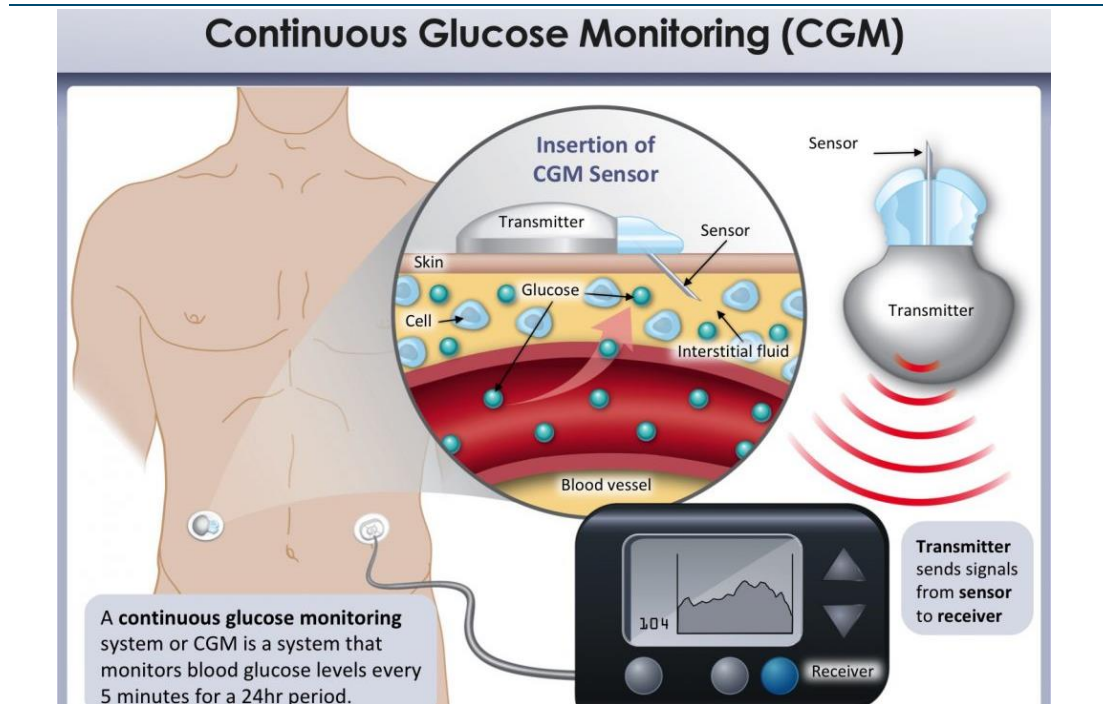 Continuous Glucose Monitoring (CGM)
Insertion of
CGM Sensor
Transmitter
Sensor
Skin
Glucose
Cell
Interstitial fluid
Blood vessel
Sensor
Transmitter
Transmitter
sends signals
from sensor
to receiver
104
Receiver
A continuous glucose monitoring
system or CGM is a system that
monitors blood glucose levels every
5 minutes for a 24hr period.